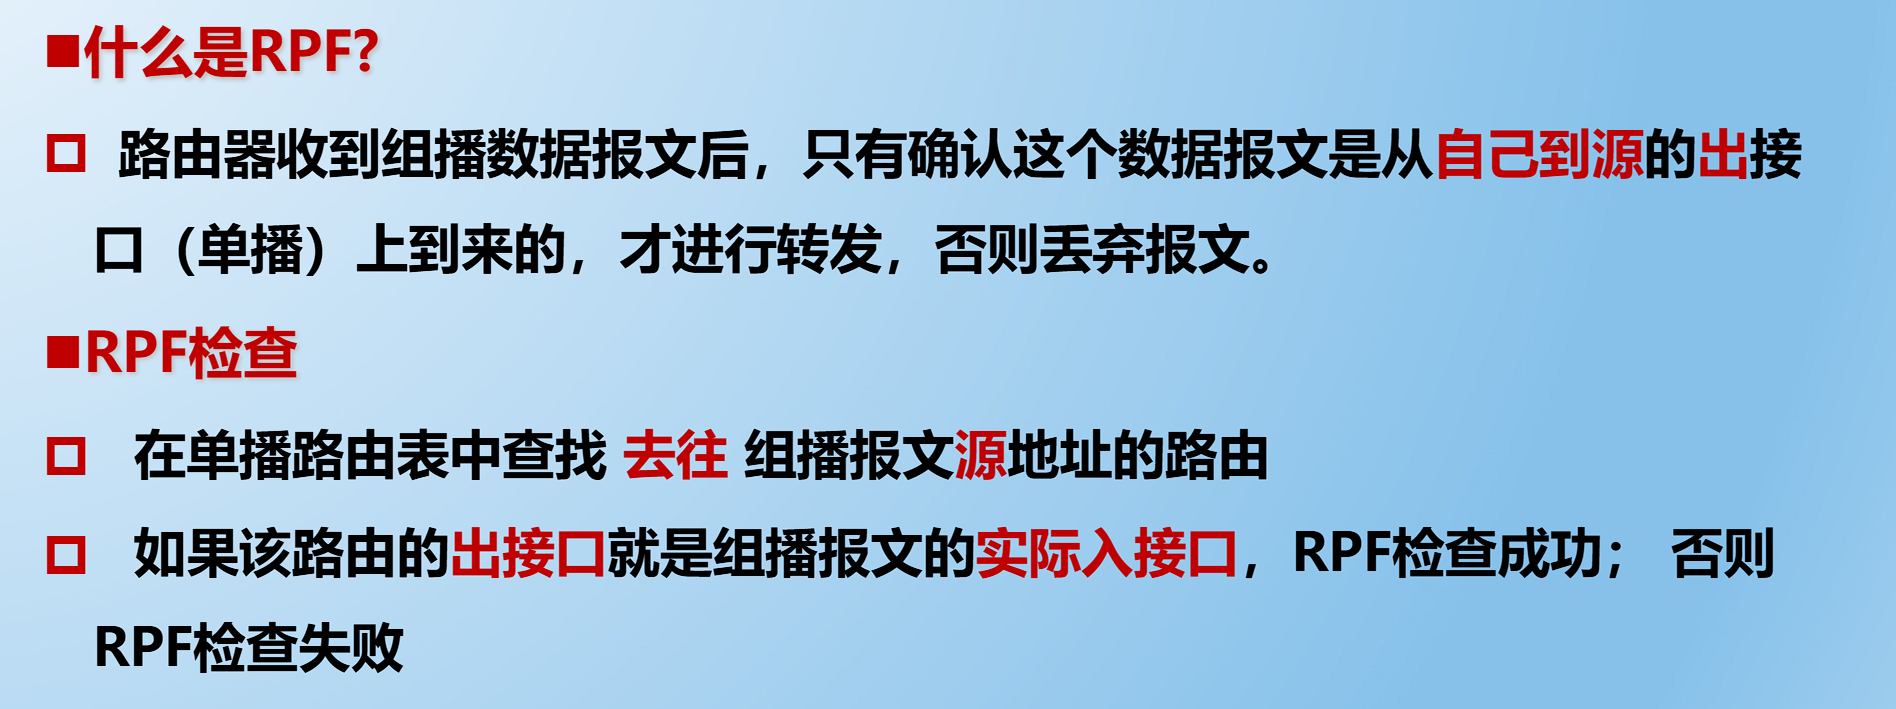 什么是RPF?
路由器收到组播数据报文后，只有确认这个数据报文是从自己到源的出接
口（单播）上到来的，才进行转发，否则丢弃报文。
RPF检查
在单播路由表中查找 去往 组播报文源地址的路由
如果该路由的出接口就是组播报文的实际入接口，RPF检查成功； 否则
RPF检查失败